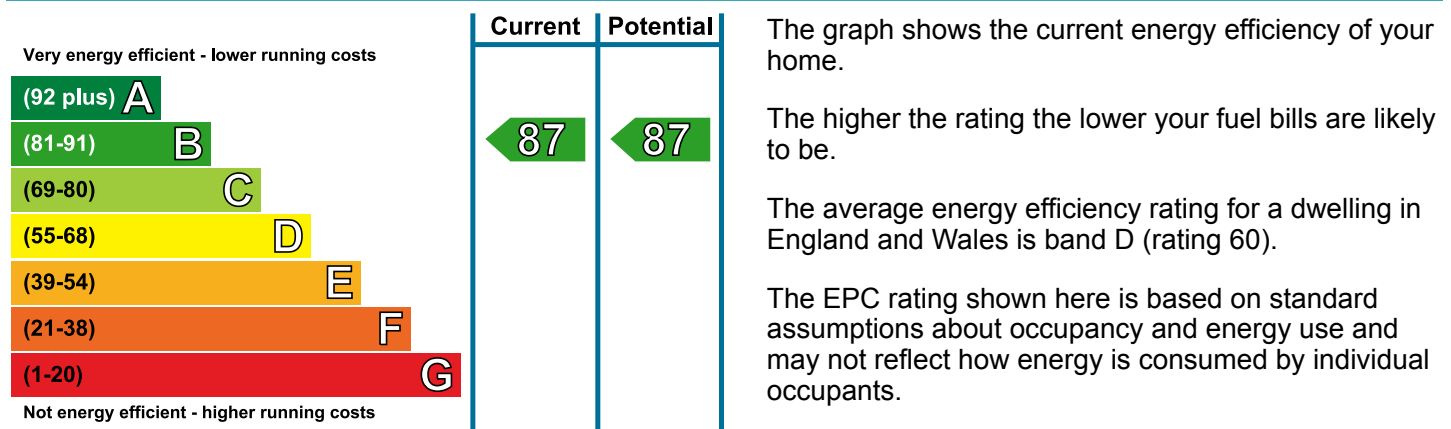 Current Potential
Very energy efficient - lower running costs
(92 plus) A
(81-91) B
87 87
(69-80) C
(55-68) D
(39-54) E
(21-38) F
(1-20) G
Not energy efficient - higher running costs
The graph shows the current energy efficiency of your
home.
The higher the rating the lower your fuel bills are likely
to be.
The average energy efficiency rating for a dwelling in
England and Wales is band D (rating 60).
The EPC rating shown here is based on standard
assumptions about occupancy and energy use and
may not reflect how energy is consumed by individual
occupants.